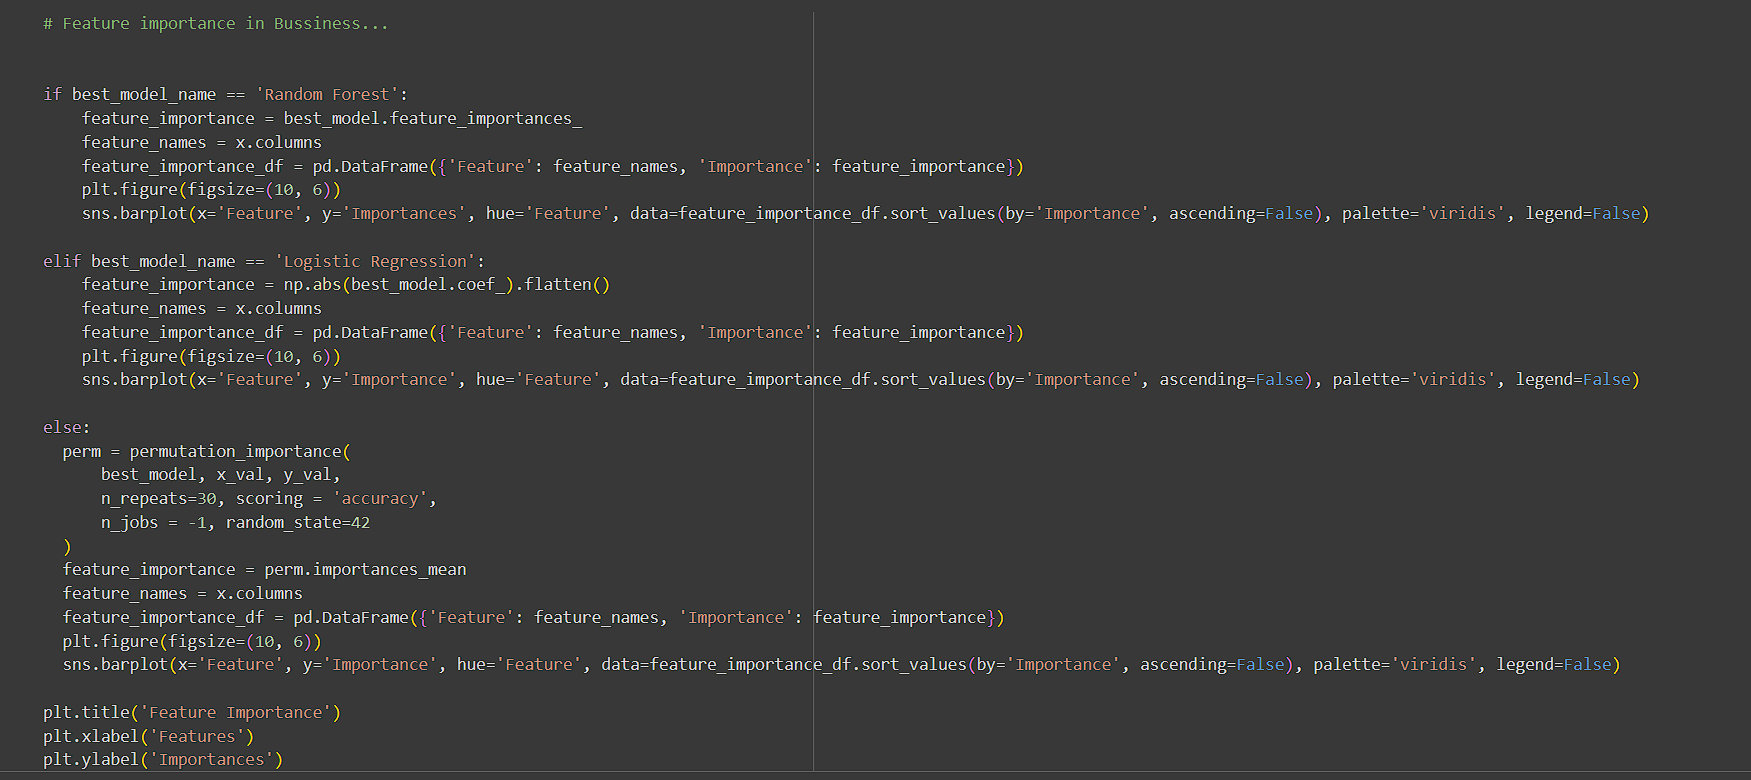 # Feature importance in Bussiness...
if best_model_name == 'Random Forest':
    feature_importance = best_model.feature_importances_
    feature_names = x.columns
    feature_importance_df = pd.DataFrame({'Feature': feature_names, 'Importance': feature_importance})
    plt.figure(figsize=(10, 6))
    sns.barplot(x='Feature', y='Importances', hue='Feature', data=feature_importance_df.sort_values(by='Importance', ascending=False), palette='viridis', legend=False)
elif best_model_name == 'Logistic Regression':
    feature_importance = np.abs(best_model.coef_).flatten()
    feature_names = x.columns
    feature_importance_df = pd.DataFrame({'Feature': feature_names, 'Importance': feature_importance})
    plt.figure(figsize=(10, 6))
    sns.barplot(x='Feature', y='Importance', hue='Feature', data=feature_importance_df.sort_values(by='Importance', ascending=False), palette='viridis', legend=False)
else:
  perm = permutation_importance(
      best_model, x_val, y_val,
      n_repeats=30, scoring = 'accuracy',
      n_jobs = -1, random_state=42
  )
  feature_importance = perm.importances_mean
  feature_names = x.columns
  feature_importance_df = pd.DataFrame({'Feature': feature_names, 'Importance': feature_importance})
  plt.figure(figsize=(10, 6))
  sns.barplot(x='Feature', y='Importance', hue='Feature', data=feature_importance_df.sort_values(by='Importance', ascending=False), palette='viridis', legend=False)
plt.title('Feature Importance')
plt.xlabel('Features')
plt.ylabel('Importances')